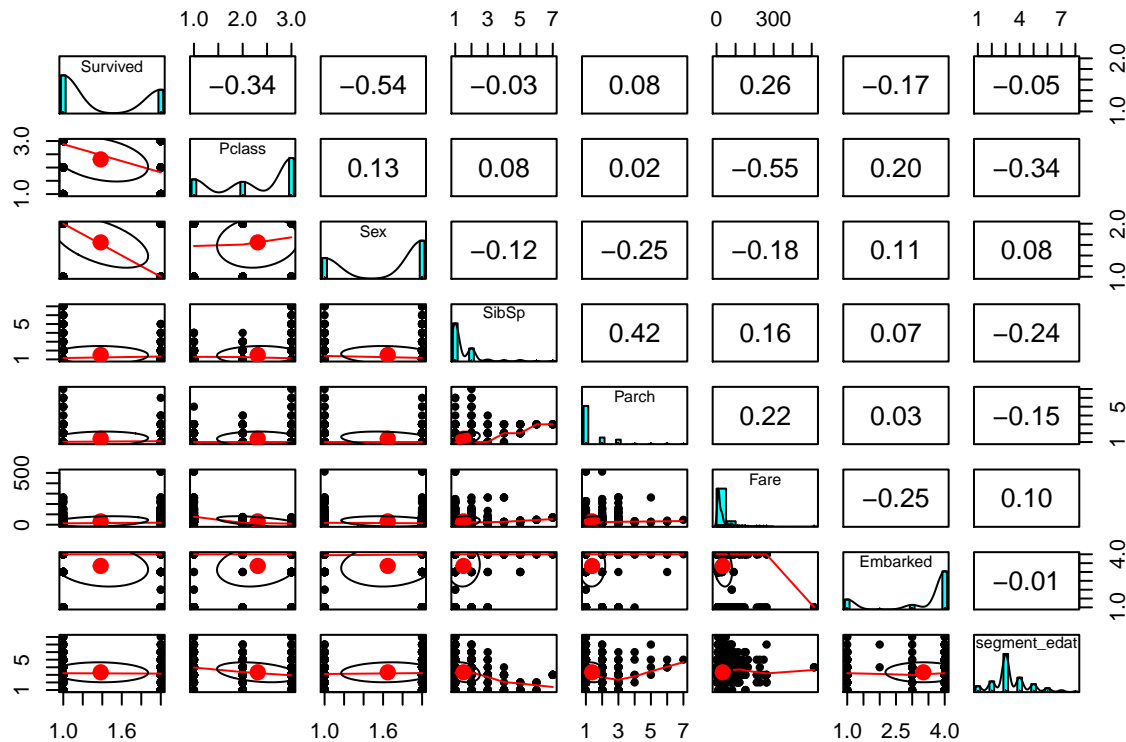 1.0 2.0 3.0 1 3 5 7 0 300 1 3 4 7
Survived −0.34 −0.54 −0.03 0.08 0.26 −0.17 −0.05 1.0 2.0
1.0 3.0 Pclass 0.13 0.08 0.02 −0.55 0.20 −0.34
Sex −0.12 −0.25 −0.18 0.11 0.08 1.0 2.0
1 5 SibSp 0.42 0.16 0.07 −0.24
Parch 0.22 0.03 −0.15 1 5
0 500 Fare −0.25 0.10
Embarked −0.01 1.0 4.0
1 5 segment_edat
1.0 1.6 1.0 1.6 1 3 5 7 1.0 2.5 4.0